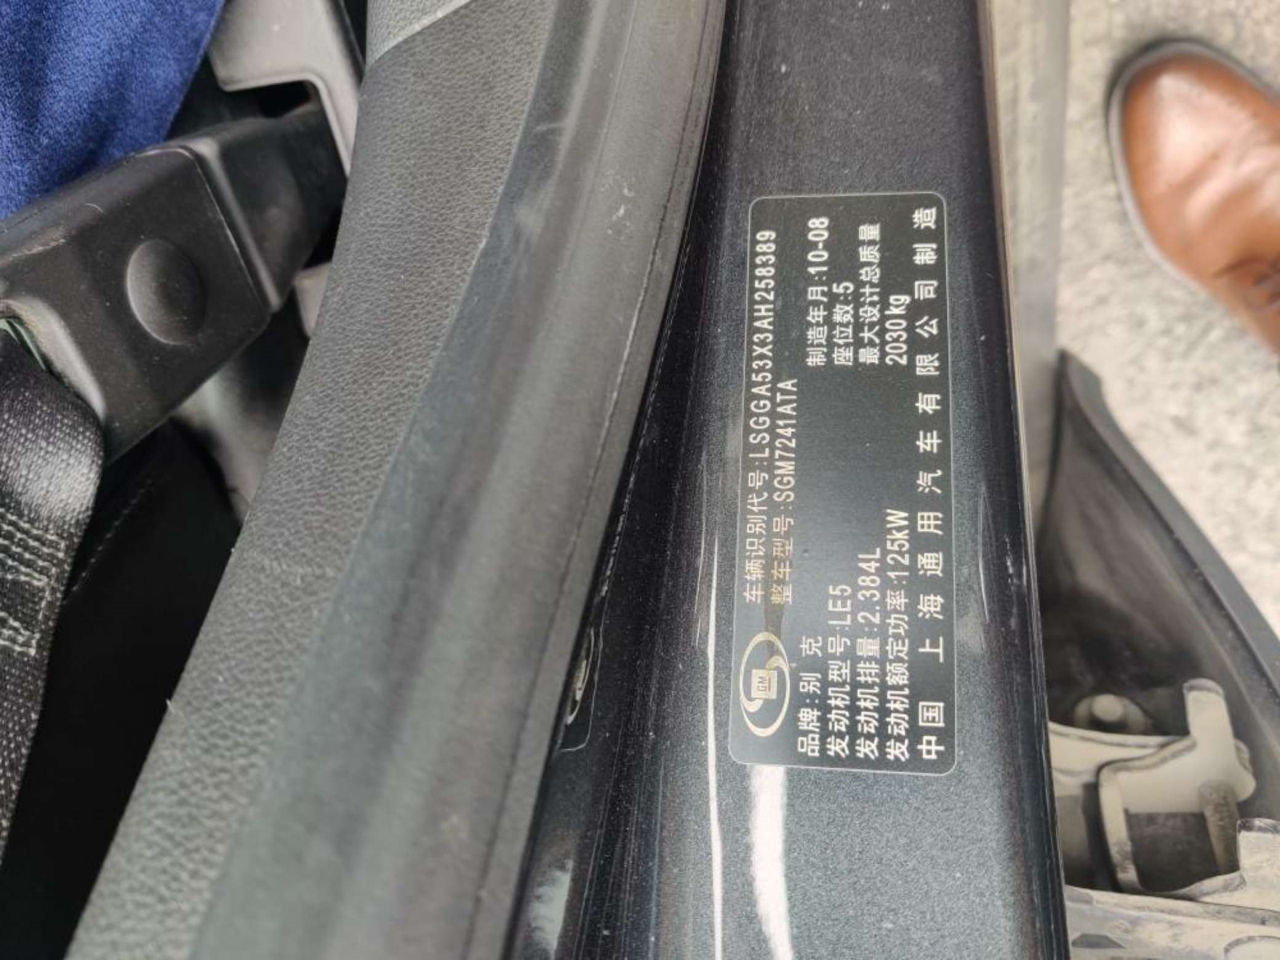 车辆识别代号:LSGGA53X3AH258389
整车型号:SGM7241ATA
GM
品牌:别 克
制造年月:10-08
发动机型号:LE5
座位数:5
发动机排量:2.384L
最大设计总质量
发动机额定功率:125kW
2030kg
中国 上海通用汽车有限公司制造